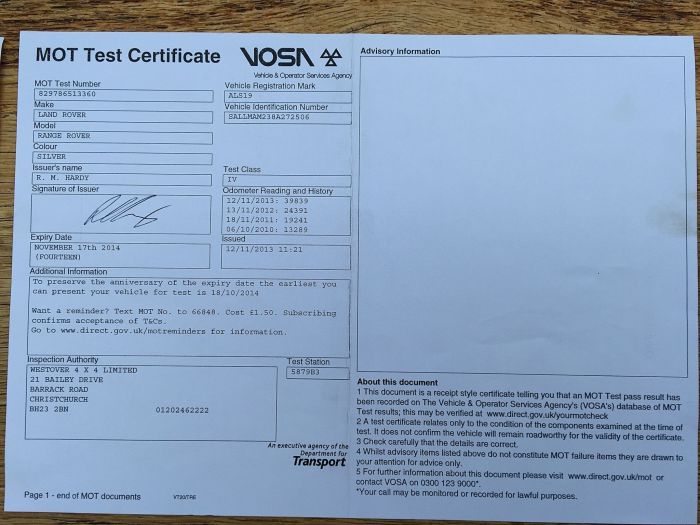 MOT Test Certificate
VOSA
Vehicle & Operator Services Agency
MOT Test Number
829786513360
Make
LAND ROVER
Model
RANGE ROVER
Colour
SILVER
Issuer's name
R. M. HARDY
Signature of Issuer
Expiry Date
NOVEMBER 17th 2014
(FOURTEEN)
Vehicle Registration Mark
ALS19
Vehicle Identification Number
SALLMAM238A272506
Test Class
IV
Odometer Reading and History
12/11/2013: 39839
13/11/2012: 24391
18/11/2011: 19241
06/10/2010: 13289
Issued
12/11/2013 11:21
Additional Information
To preserve the anniversary of the expiry date the earliest you
can present your vehicle for test is 18/10/2014
Want a reminder? Text MOT No. to 66848. Cost £1.50. Subscribing
confirms acceptance of T&Cs.
Go to www.direct.gov.uk/motreminders for information.
Inspection Authority
WESTOVER 4 X 4 LIMITED
21 BAILEY DRIVE
BARRACK ROAD
CHRISTCHURCH
BH23 2BN 01202462222
Test Station
5879B3
An executive agency of the
Department for
Transport
Page 1 - end of MOT documents
Advisory Information
About this document
1 This document is a receipt style certificate telling you that an MOT Test pass result has
been recorded on The Vehicle & Operator Services Agency's (VOSA's) database of MOT
Test results; this may be verified at www.direct.gov.uk/yourmotcheck
2 A test certificate relates only to the condition of the components examined at the time of
test. It does not confirm the vehicle will remain roadworthy for the validity of the certificate.
3 Check carefully that the details are correct.
4 Whilst advisory items listed above do not constitute MOT failure items they are drawn to
your attention for advice only.
5 For further information about this document please visit www.direct.gov.uk/mot or
contact VOSA on 0300 123 9000*.
*Your call may be monitored or recorded for lawful purposes.